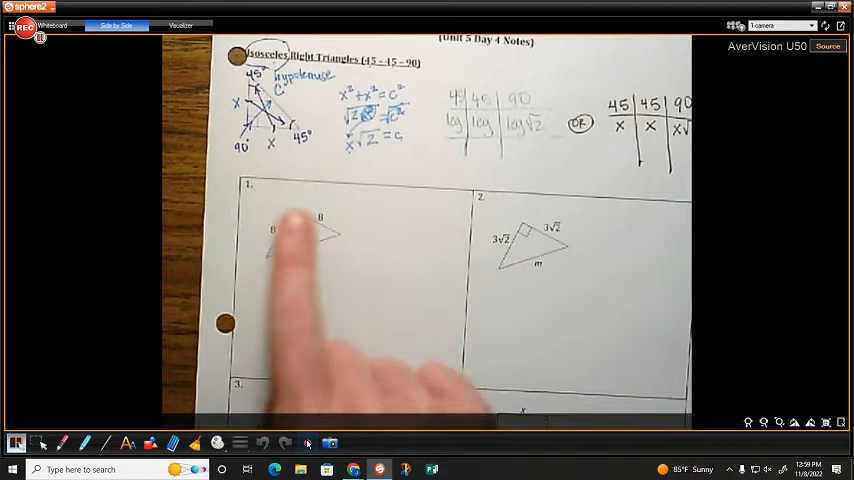 sphere2
REC
Whiteboard
Side by Side
Visualizer
1 camera
AverVision U50
Source
(Unit 5 Day 4 Notes)
Isosceles Right Triangles (45 – 45 – 90)
45°
hypotenuse
C
x
90°
x
45°
x² + x² = c²
x√2 = c
45 | 45 | 90
leg | leg | leg√2
OR
45 | 45 | 90
x | x | x√
1.
8
8
2.
3√2
3√2
m
3.
x
Type here to search
85°F Sunny
12:59 PM
11/8/2022